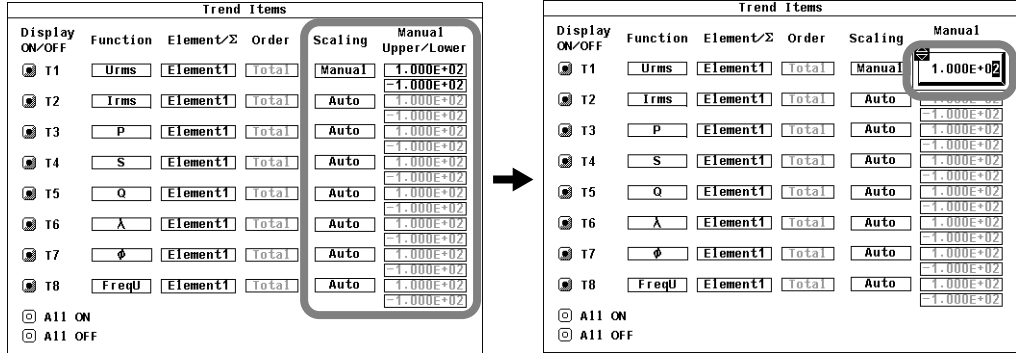 Trend Items
Display ON/OFF Function Element/Σ Order Scaling Manual Upper/Lower
T1 Urms Element1 Total Manual 1.000E+02
-1.000E+02
T2 Irms Element1 Total Auto 1.000E+02
-1.000E+02
T3 P Element1 Total Auto 1.000E+02
-1.000E+02
T4 S Element1 Total Auto 1.000E+02
-1.000E+02
T5 Q Element1 Total Auto 1.000E+02
-1.000E+02
T6 λ Element1 Total Auto 1.000E+02
-1.000E+02
T7 ϕ Element1 Total Auto 1.000E+02
-1.000E+02
T8 FreqU Element1 Total Auto 1.000E+02
-1.000E+02
All ON
All OFF
Trend Items
Display ON/OFF Function Element/Σ Order Scaling Manual
T1 Urms Element1 Total Manual 1.000E+02
T2 Irms Element1 Total Auto
-1.000E+02
T3 P Element1 Total Auto 1.000E+02
-1.000E+02
T4 S Element1 Total Auto 1.000E+02
-1.000E+02
T5 Q Element1 Total Auto 1.000E+02
-1.000E+02
T6 λ Element1 Total Auto 1.000E+02
-1.000E+02
T7 ϕ Element1 Total Auto 1.000E+02
-1.000E+02
T8 FreqU Element1 Total Auto 1.000E+02
-1.000E+02
All ON
All OFF